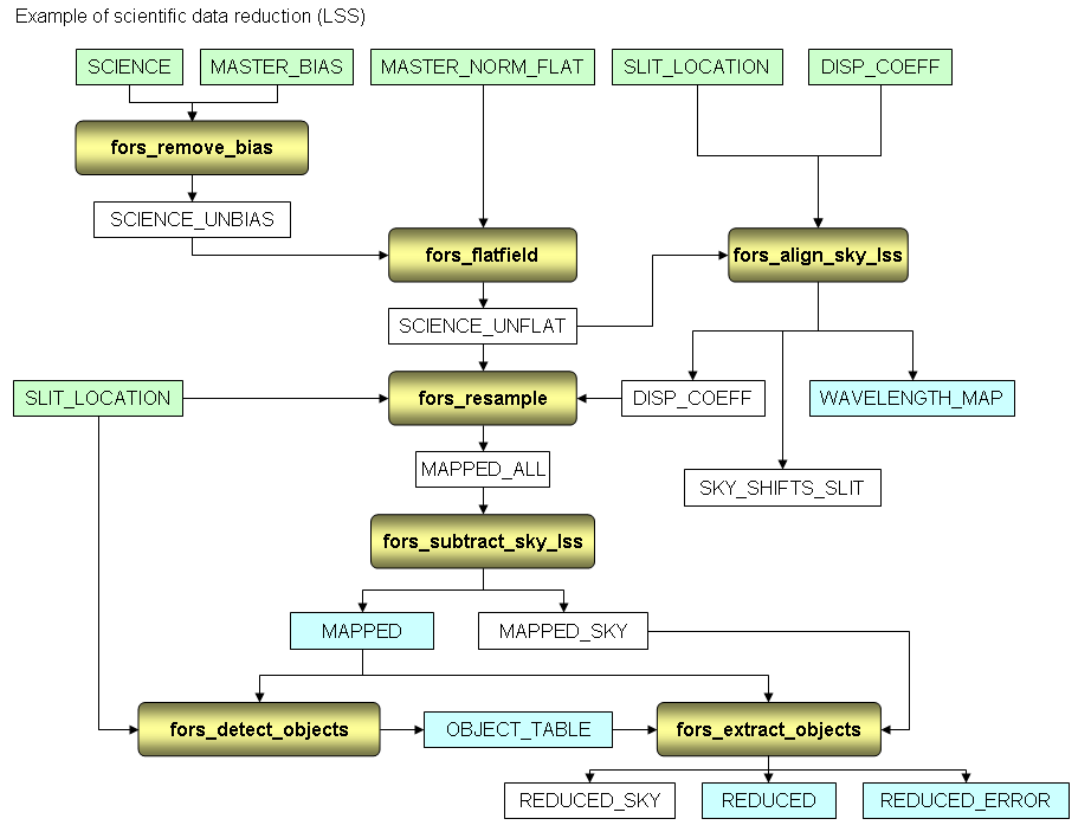 Example of scientific data reduction (LSS)
SCIENCE
MASTER_BIAS
MASTER_NORM_FLAT
SLIT_LOCATION
DISP_COEFF
fors_remove_bias
SCIENCE_UNBIAS
fors_flatfield
fors_align_sky_lss
SCIENCE_UNFLAT
SLIT_LOCATION
fors_resample
DISP_COEFF
WAVELENGTH_MAP
MAPPED_ALL
SKY_SHIFTS_SLIT
fors_subtract_sky_lss
MAPPED
MAPPED_SKY
fors_detect_objects
OBJECT_TABLE
fors_extract_objects
REDUCED_SKY
REDUCED
REDUCED_ERROR